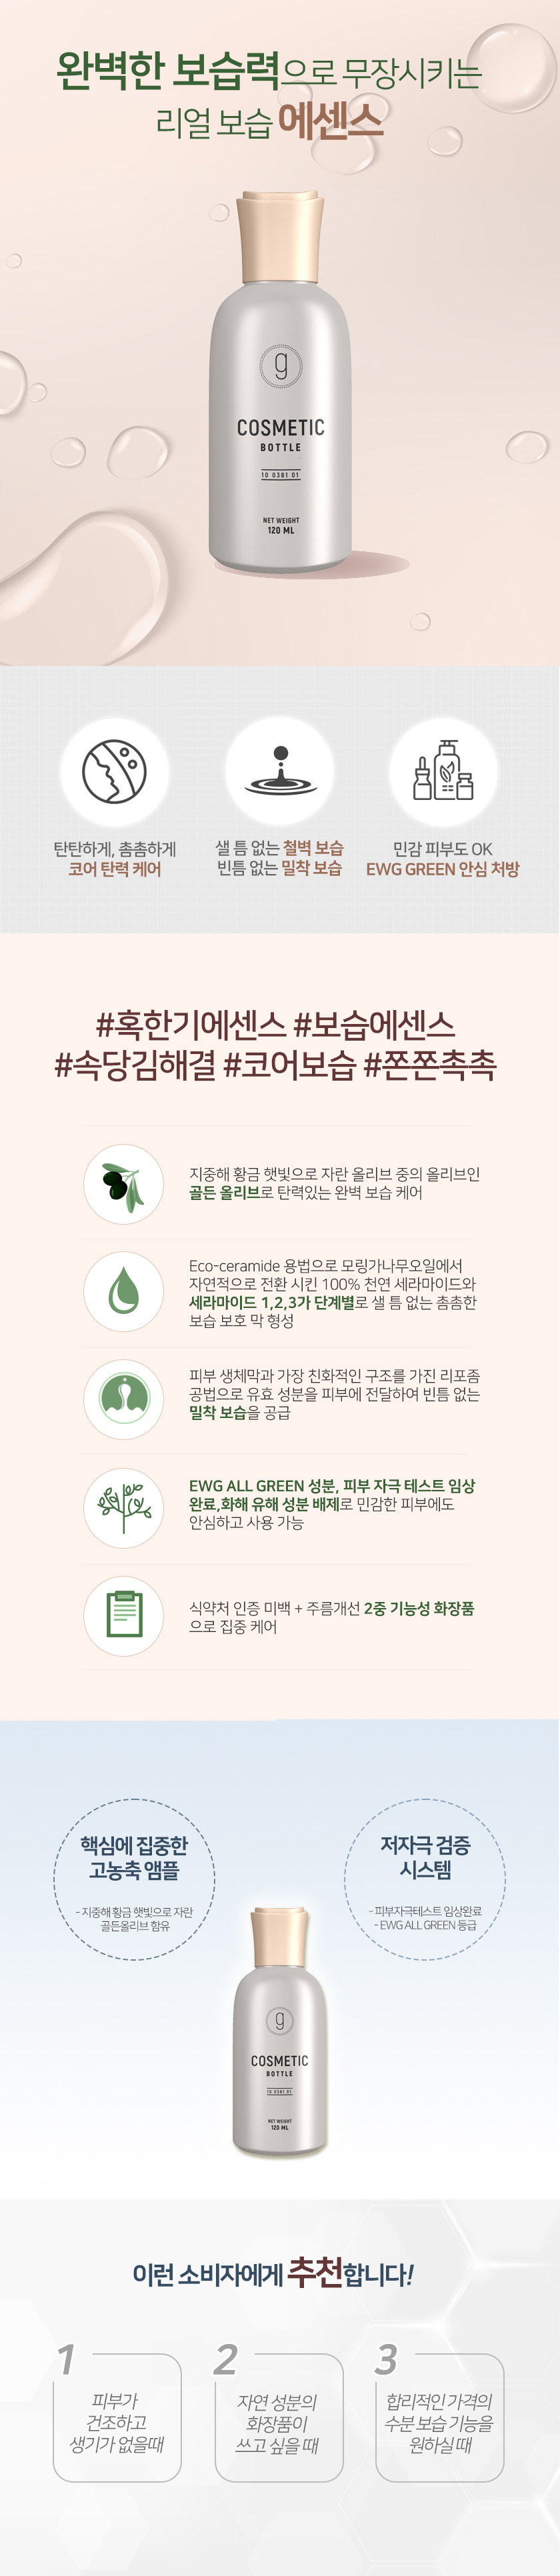 완벽한 보습력으로 무장시키는
리얼 보습 에센스
g
COSMETIC
BOTTLE
10 0381 01
NET WEIGHT
120 ML
탄탄하게, 촘촘하게
코어 탄력 케어
샐 틈 없는 철벽 보습
빈틈 없는 밀착 보습
민감 피부도 OK
EWG GREEN 안심 처방
#혹한기에센스 #보습에센스
#속당김해결 #코어보습 #쫀쫀촉촉
지중해 황금 햇빛으로 자란 올리브 중의 올리브인
골든 올리브로 탄력있는 완벽 보습 케어
Eco-ceramide 용법으로 모링가나무오일에서
자연적으로 전환 시킨 100% 천연 세라마이드와
세라마이드 1,2,3가 단계별로 샐 틈 없는 촘촘한
보습 보호 막 형성
피부 생체막과 가장 친화적인 구조를 가진 리포좀
공법으로 유효 성분을 피부에 전달하여 빈틈 없는
밀착 보습을 공급
EWG ALL GREEN 성분, 피부 자극 테스트 임상
완료,화해 유해 성분 배제로 민감한 피부에도
안심하고 사용 가능
식약처 인증 미백 + 주름개선 2중 기능성 화장품
으로 집중 케어
핵심에 집중한
고농축 앰플
- 지중해 황금 햇빛으로 자란
골든올리브 함유
저자극 검증
시스템
- 피부자극테스트 임상완료
- EWG ALL GREEN 등급
g
COSMETIC
BOTTLE
10 0381 01
NET WEIGHT
120 ML
이런 소비자에게 추천합니다!
1
피부가
건조하고
생기가 없을때
2
자연 성분의
화장품이
쓰고 싶을 때
3
합리적인 가격의
수분 보습 기능을
원하실 때